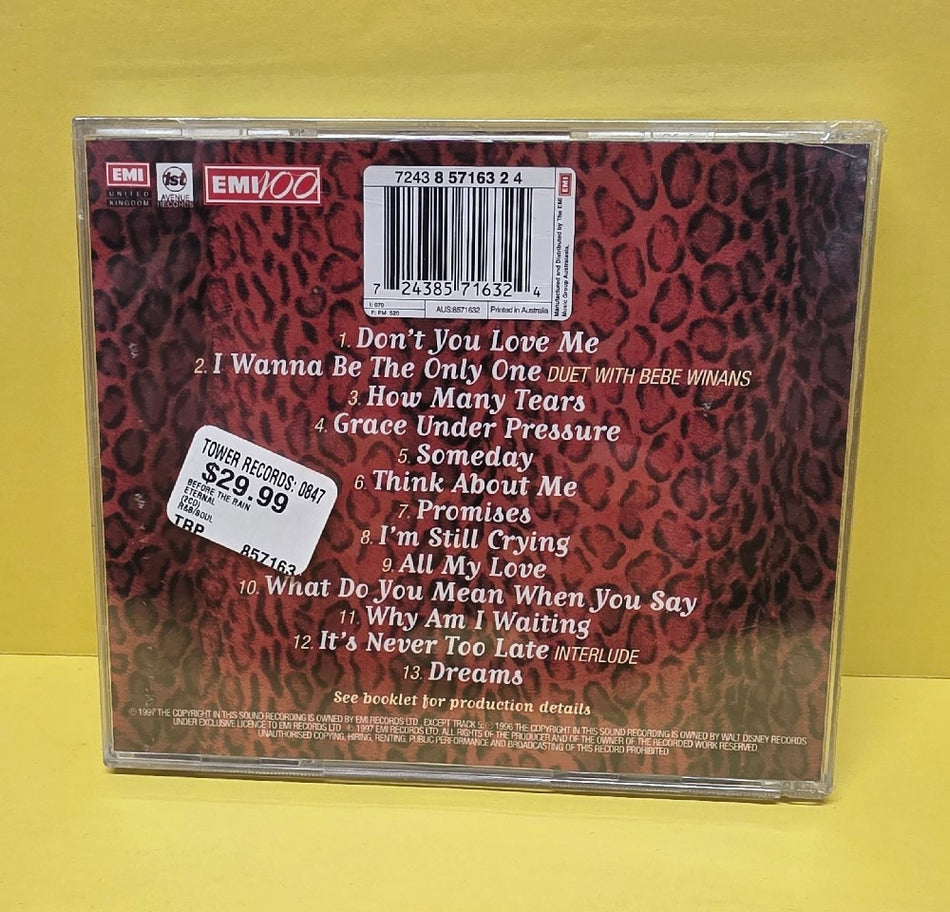 EMI
UNITED
KINGDOM
1st
AVENUE
RECORDS
EMI 100
7243 8 57163 2 4
EMI
Manufactured and Distributed by The EMI
Music Group Australasia.
7 24385 71632 4
I: 070
F: PM 520
AUS:8571632
Printed in Australia
1. Don't You Love Me
2. I Wanna Be The Only One DUET WITH BEBE WINANS
3. How Many Tears
4. Grace Under Pressure
5. Someday
6. Think About Me
7. Promises
8. I'm Still Crying
9. All My Love
10. What Do You Mean When You Say
11. Why Am I Waiting
12. It's Never Too Late INTERLUDE
13. Dreams
TOWER RECORDS: 0847
$29.99
BEFORE THE RAIN
ETERNAL
(2CD)
R&B/SOUL
TRP
857163
See booklet for production details
℗ 1997 THE COPYRIGHT IN THIS SOUND RECORDING IS OWNED BY EMI RECORDS LTD, EXCEPT TRACK 5: ℗ 1996 THE COPYRIGHT IN THIS SOUND RECORDING IS OWNED BY WALT DISNEY RECORDS
UNDER EXCLUSIVE LICENCE TO EMI RECORDS LTD. © 1997 EMI RECORDS LTD. ALL RIGHTS OF THE PRODUCER AND OF THE OWNER OF THE RECORDED WORK RESERVED.
UNAUTHORISED COPYING, HIRING, RENTING, PUBLIC PERFORMANCE AND BROADCASTING OF THIS RECORD PROHIBITED